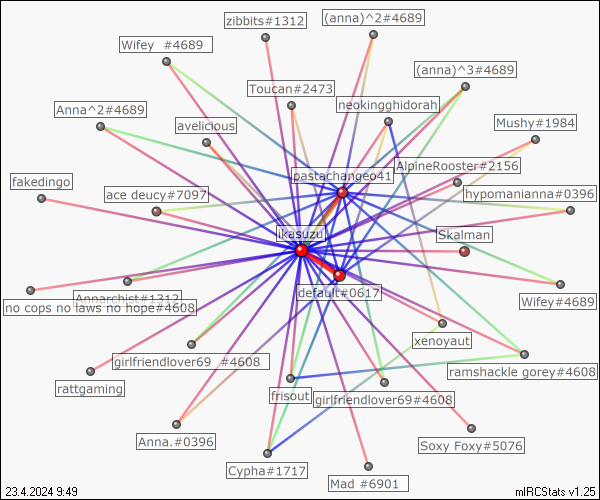 zibbits#1312
(anna)^2#4689
Wifey #4689
(anna)^3#4689
Toucan#2473
neokingghidorah
Anna^2#4689
Mushy#1984
avelicious
AlpineRooster#2156
pastachangeo41
fakedingo
ace deucy#7097
hypomanianna#0396
ikasuzu
Skalman
default#0617
Annarchist#1312
Wifey#4689
no cops no laws no hope#4608
xenoyaut
girlfriendlover69 #4608
ramshackle gorey#4608
rattgaming
frisout
girlfriendlover69#4608
Anna.#0396
Soxy Foxy#5076
Cypha#1717
Mad #6901
23.4.2024 9:49
mIRCStats v1.25